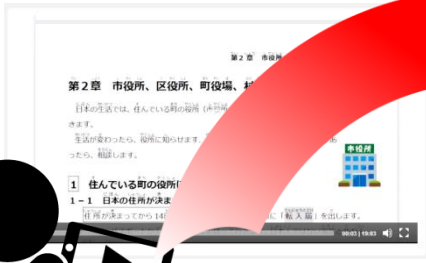 第2章 市役所
第2章 市役所、区役所、町役場、
日本の生活では、住んでいる町の役所
きます。
生活が変わったら、役所に知らせます。
ったら、相談します。
市役所
1 住んでいる町の役所
1-1 日本の住所が決ま
住所が決まってから14
に「転入届」を出します。
00:03 | 19:03